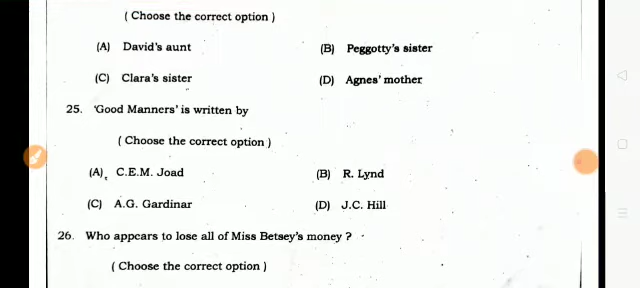 ( Choose the correct option )
(A) David's aunt (B) Peggotty's sister
(C) Clara's sister (D) Agnes' mother
25. 'Good Manners' is written by
( Choose the correct option )
(A) C.E.M. Joad (B) R. Lynd
(C) A.G. Gardinar (D) J.C. Hill
26. Who appears to lose all of Miss Betsey's money ?
( Choose the correct option )